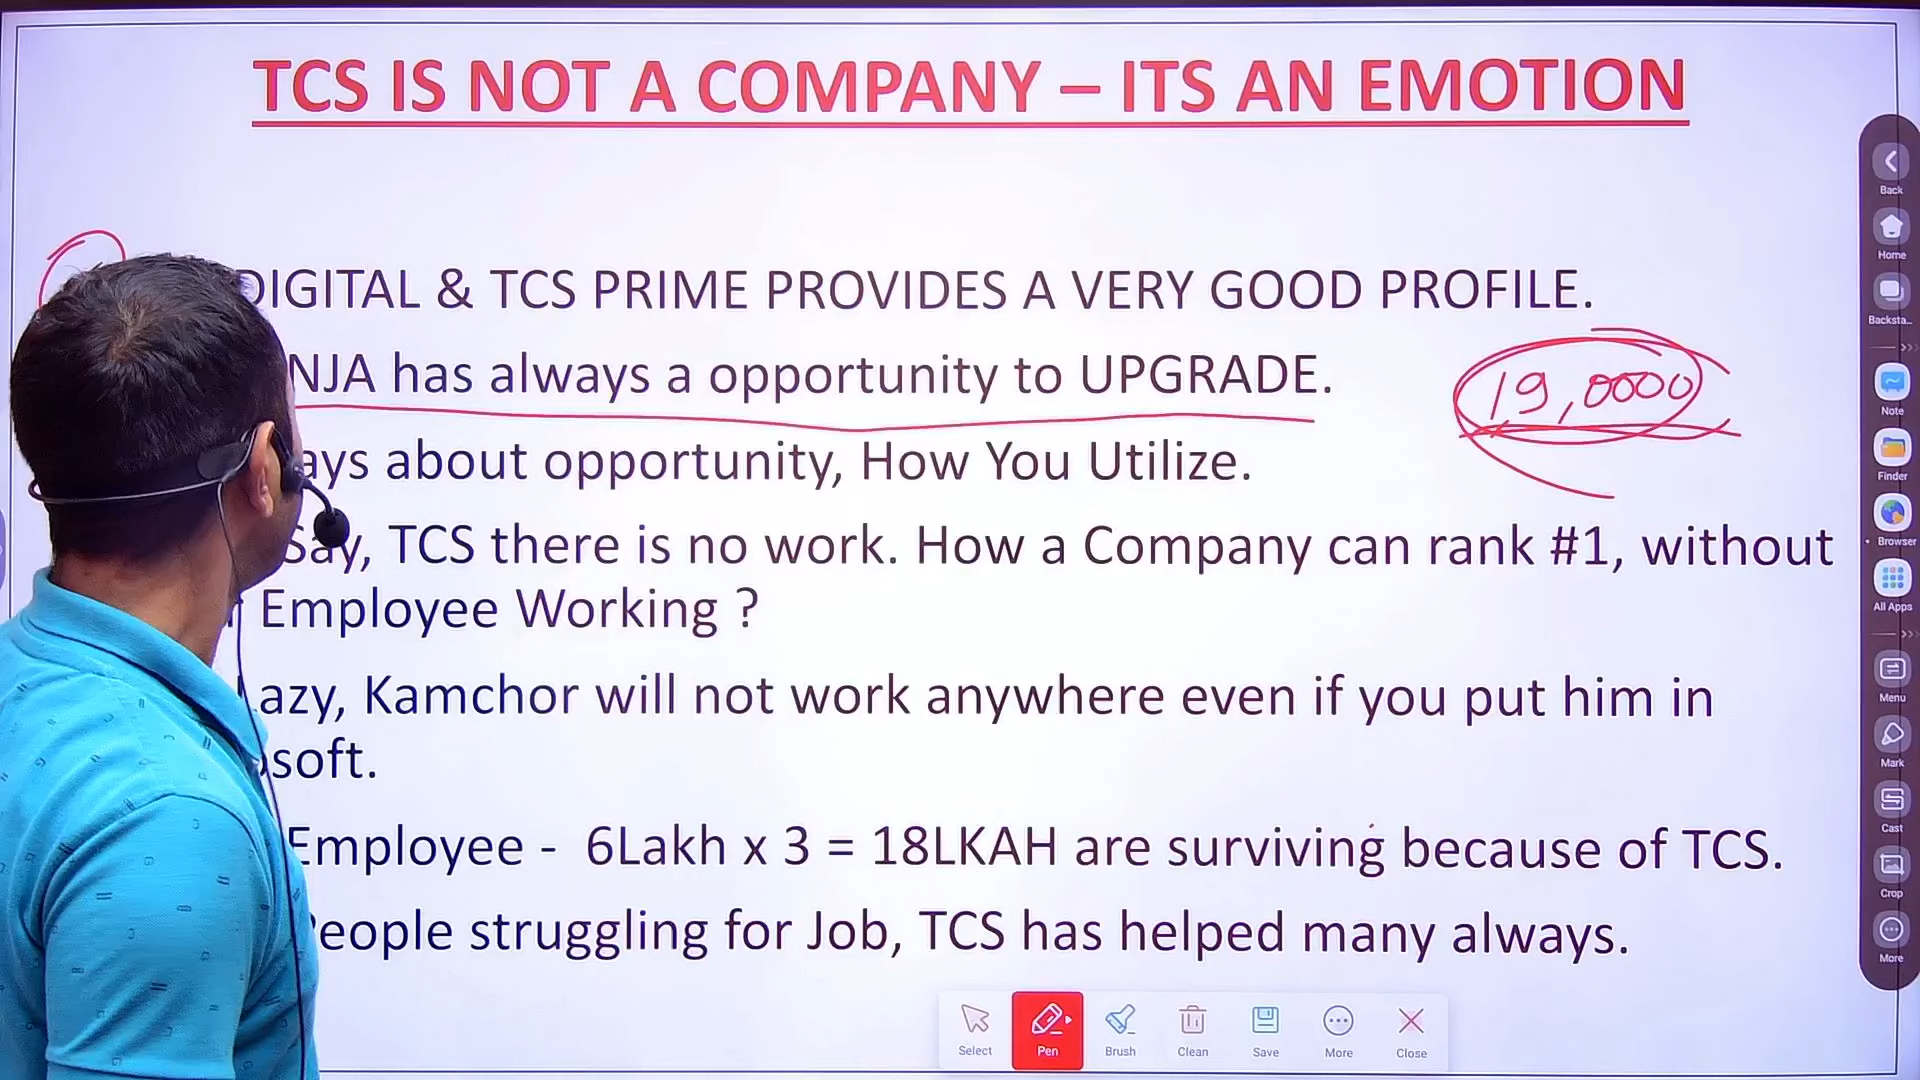 TCS IS NOT A COMPANY – ITS AN EMOTION
DIGITAL & TCS PRIME PROVIDES A VERY GOOD PROFILE.
NJA has always a opportunity to UPGRADE.
19,0000
ays about opportunity, How You Utilize.
Say, TCS there is no work. How a Company can rank #1, without
Employee Working ?
azy, Kamchor will not work anywhere even if you put him in
soft.
Employee - 6Lakh x 3 = 18LKAH are surviving because of TCS.
People struggling for Job, TCS has helped many always.
Back
Home
Backsta...
Note
Finder
Browser
All Apps
Menu
Mark
Cast
Crop
More
Select Pen Brush Clean Save More Close